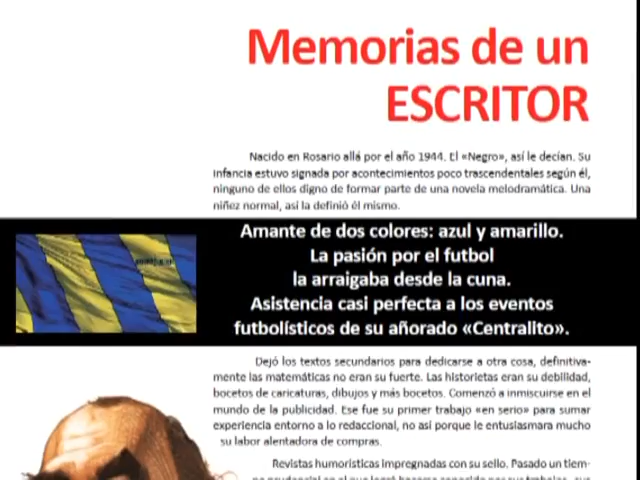 Memorias de un
ESCRITOR
Nacido en Rosario allá por el año 1944. El «Negro», así le decían. Su
infancia estuvo signada por acontecimientos poco trascendentales según él,
ninguno de ellos digno de formar parte de una novela melodramática. Una
niñez normal, así la definió él mismo.
Amante de dos colores: azul y amarillo.
La pasión por el futbol
la arraigaba desde la cuna.
Asistencia casi perfecta a los eventos
futbolísticos de su añorado «Centralito».
Dejó los textos secundarios para dedicarse a otra cosa, definitiva-
mente las matemáticas no eran su fuerte. Las historietas eran su debilidad,
bocetos de caricaturas, dibujos y más bocetos. Comenzó a inmiscuirse en el
mundo de la publicidad. Ese fue su primer trabajo «en serio» para sumar
experiencia entorno a lo redaccional, no así porque le entusiasmara mucho
su labor alentadora de compras.
Revistas humoristicas impregnadas con su sello. Pasado un tiem-